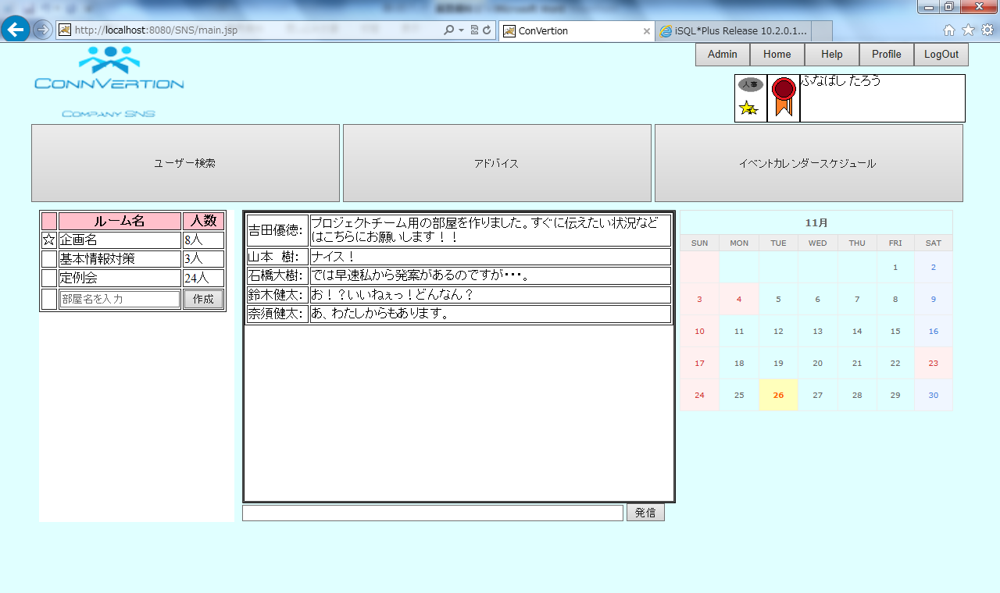 http://localhost:8080/SNS/main.jsp
ConVertion
iSQL*Plus Release 10.2.0.1...
CONNVERTION
COMPANY SNS
Admin Home Help Profile LogOut
人事
ふなばし たろう
ユーザー検索 アドバイス イベントカレンダースケジュール
ルーム名 人数
☆ 企画名 8人
基本情報対策 3人
定例会 24人
部屋名を入力 作成
吉田優徳: プロジェクトチーム用の部屋を作りました。すぐに伝えたい状況など
はこちらにお願いします！！
山本 樹: ナイス！
石橋大樹: では早速私から発案があるのですが・・・。
鈴木健太: お！？いいねぇっ！どんなん？
奈須健太: あ、わたしからもあります。
発信
11月
SUN MON TUE WED THU FRI SAT
1 2
3 4 5 6 7 8 9
10 11 12 13 14 15 16
17 18 19 20 21 22 23
24 25 26 27 28 29 30